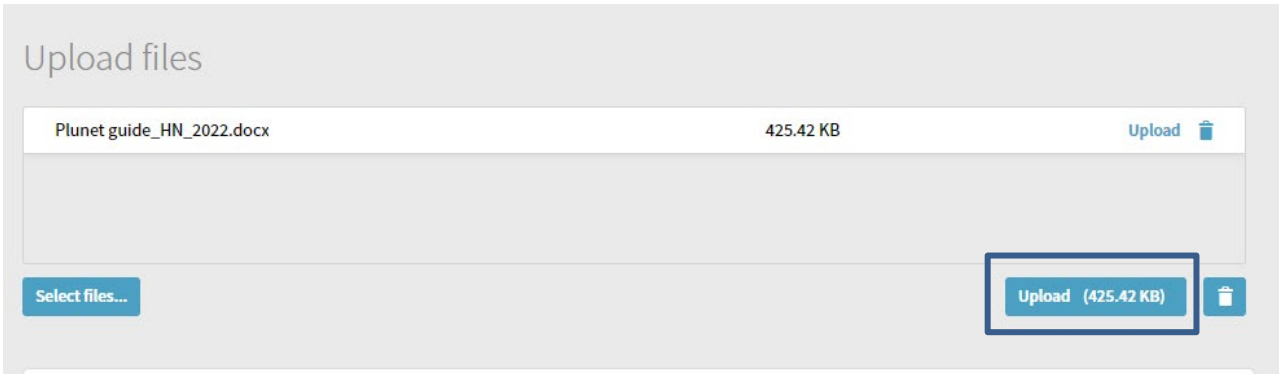 Upload files
Plunet guide_HN_2022.docx 425.42 KB Upload
Select files... Upload (425.42 KB)